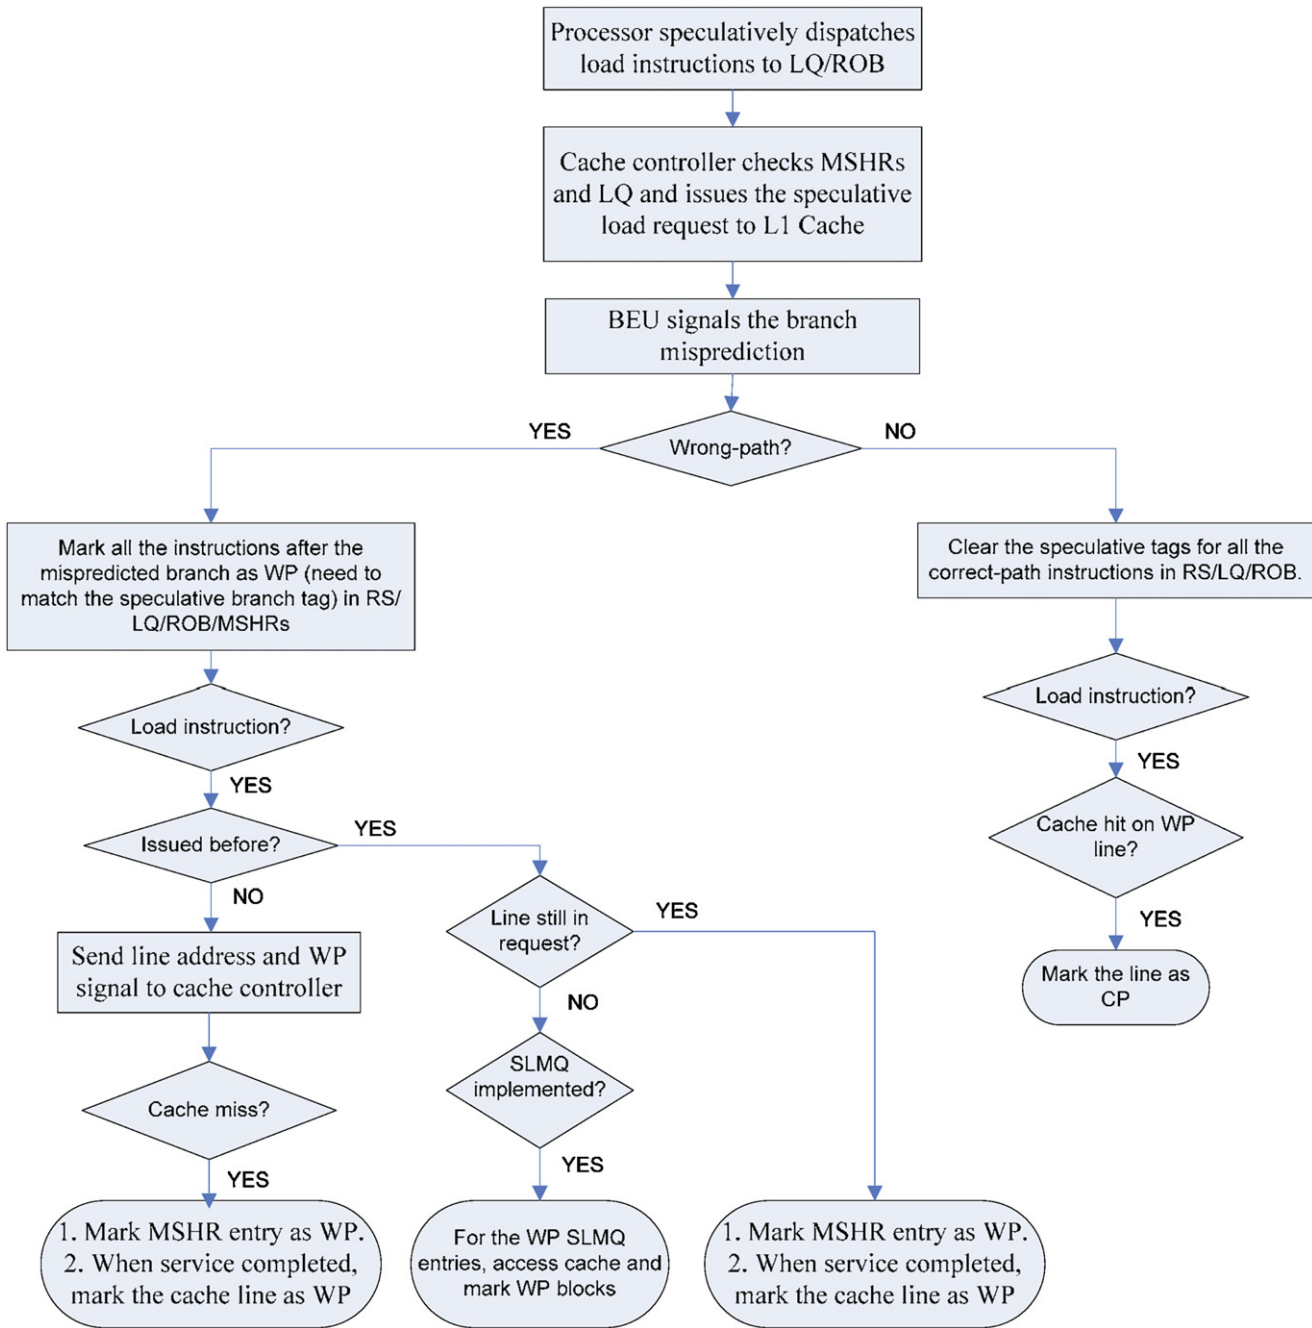 Processor speculatively dispatches
load instructions to LQ/ROB
Cache controller checks MSHRs
and LQ and issues the speculative
load request to L1 Cache
BEU signals the branch
misprediction
YES
Wrong-path?
NO
Mark all the instructions after the
mispredicted branch as WP (need to
match the speculative branch tag) in RS/
LQ/ROB/MSHRs
Clear the speculative tags for all the
correct-path instructions in RS/LQ/ROB.
Load instruction?
Load instruction?
YES
YES
Issued before?
YES
Cache hit on WP
line?
NO
Line still in
request?
YES
YES
Send line address and WP
signal to cache controller
Mark the line as
CP
NO
SLMQ
implemented?
Cache miss?
YES
YES
1. Mark MSHR entry as WP.
2. When service completed,
mark the cache line as WP
For the WP SLMQ
entries, access cache and
mark WP blocks
1. Mark MSHR entry as WP.
2. When service completed,
mark the cache line as WP